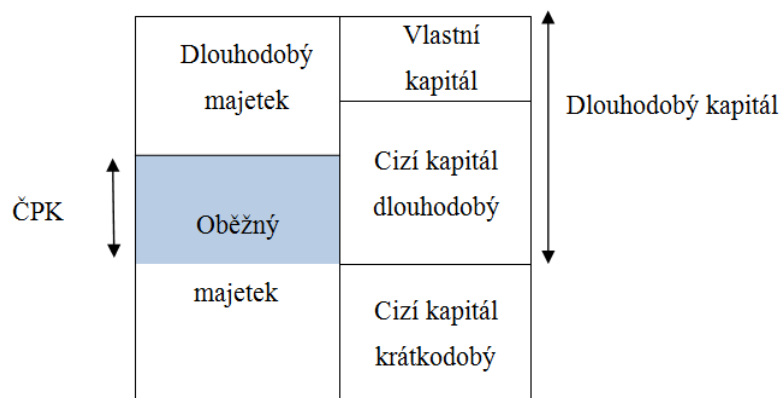 Dlouhodobý
majetek
Vlastní
kapitál
Dlouhodobý kapitál
ČPK
Oběžný
majetek
Cizí kapitál
dlouhodobý
Cizí kapitál
krátkodobý